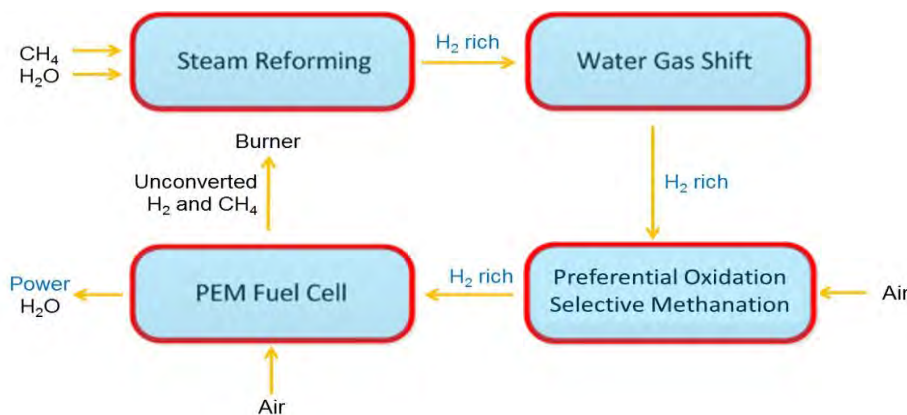 CH₄
H₂O
Steam Reforming
H₂ rich
Water Gas Shift
Burner
Unconverted
H₂ and CH₄
H₂ rich
Power
H₂O
PEM Fuel Cell
H₂ rich
Preferential Oxidation
Selective Methanation
Air
Air